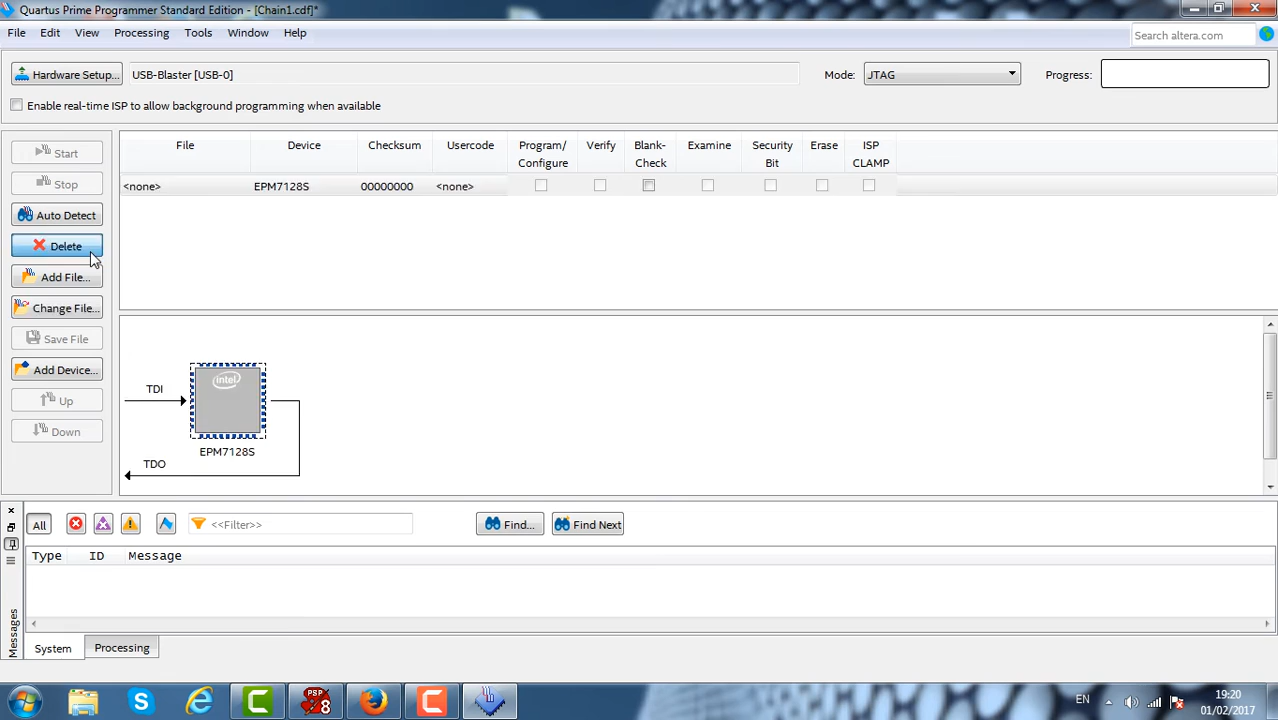 Quartus Prime Programmer Standard Edition - [Chain1.cdf]*
File Edit View Processing Tools Window Help
Search altera.com
Hardware Setup... USB-Blaster [USB-0] Mode: JTAG Progress:
Enable real-time ISP to allow background programming when available
Start
Stop
Auto Detect
Delete
Add File...
Change File...
Save File
Add Device...
Up
Down
File Device Checksum Usercode Program/ Verify Blank- Examine Security Erase ISP
Configure Check Bit CLAMP
<none> EPM7128S 00000000 <none>
intel
TDI
EPM7128S
TDO
All <<Filter>> Find... Find Next
Type ID Message
Messages
System Processing
PSP
8
EN
19:20
01/02/2017